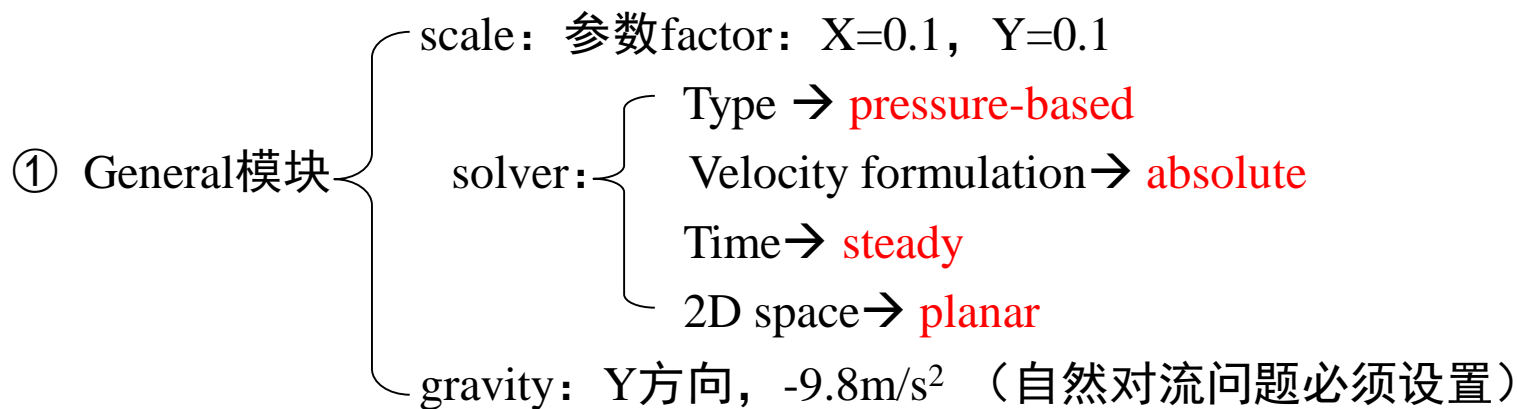 scale：参数factor：X=0.1，Y=0.1
Type → pressure-based
① General模块
solver：
Velocity formulation→ absolute
Time→ steady
2D space→ planar
gravity：Y方向，-9.8m/s² （自然对流问题必须设置）